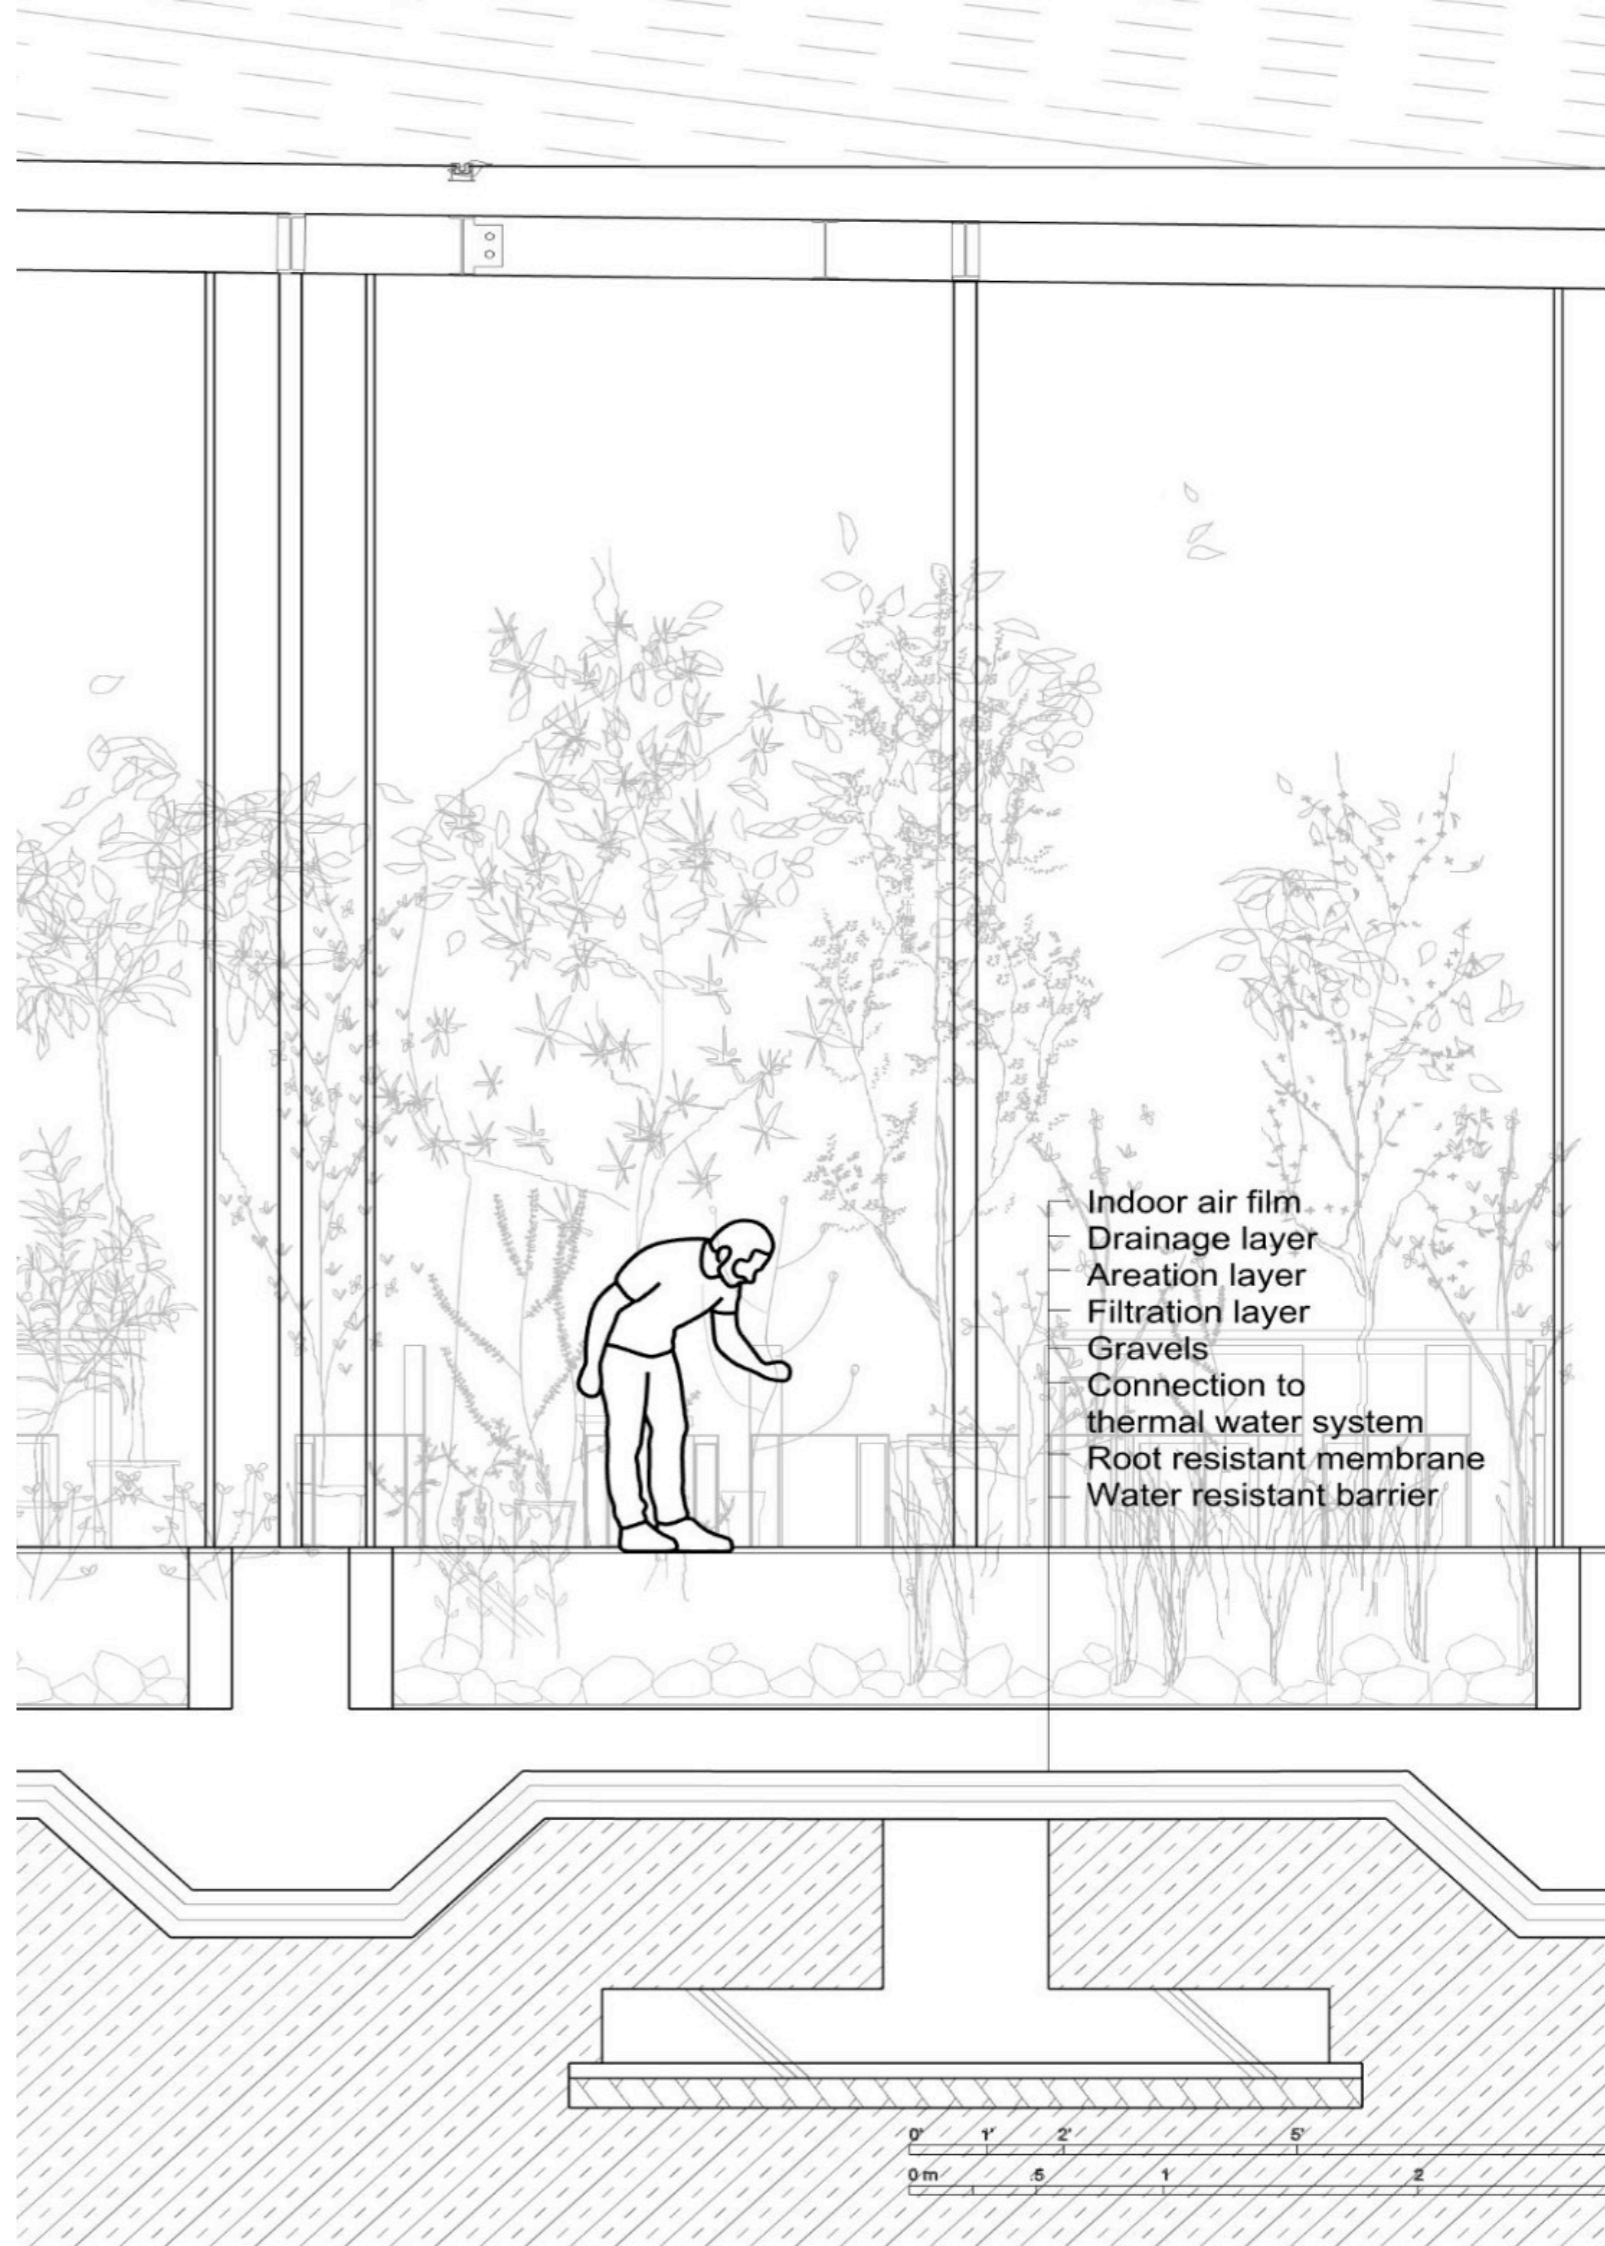 Indoor air film
Drainage layer
Areation layer
Filtration layer
Gravels
Connection to
thermal water system
Root resistant membrane
Water resistant barrier
0' 1' 2' 5'
0 m .5 1 2